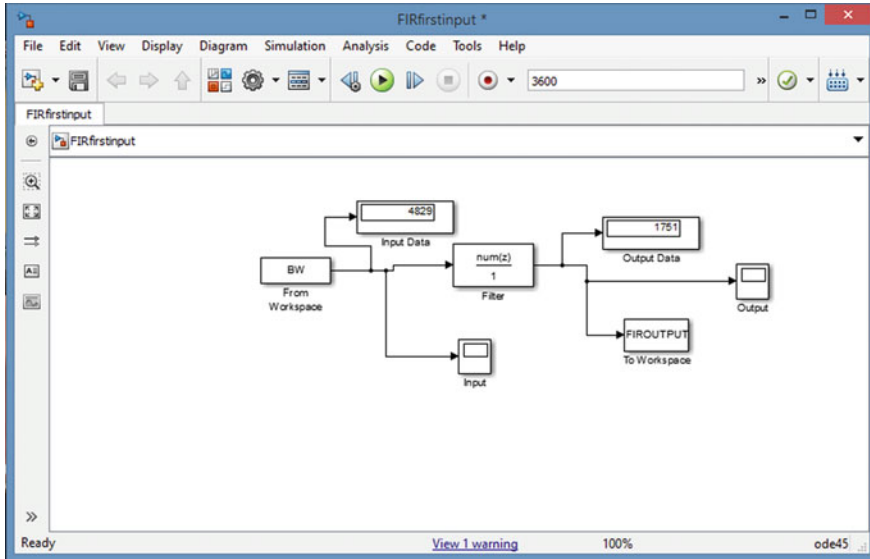 FIRfirstinput *
File Edit View Display Diagram Simulation Analysis Code Tools Help
3600
»
FIRfirstinput
FIRfirstinput
4829
Input Data
BW
From
Workspace
num(z)
1
Filter
1751
Output Data
Output
FIROUTPUT
To Workspace
Input
»
Ready View 1 warning 100% ode45